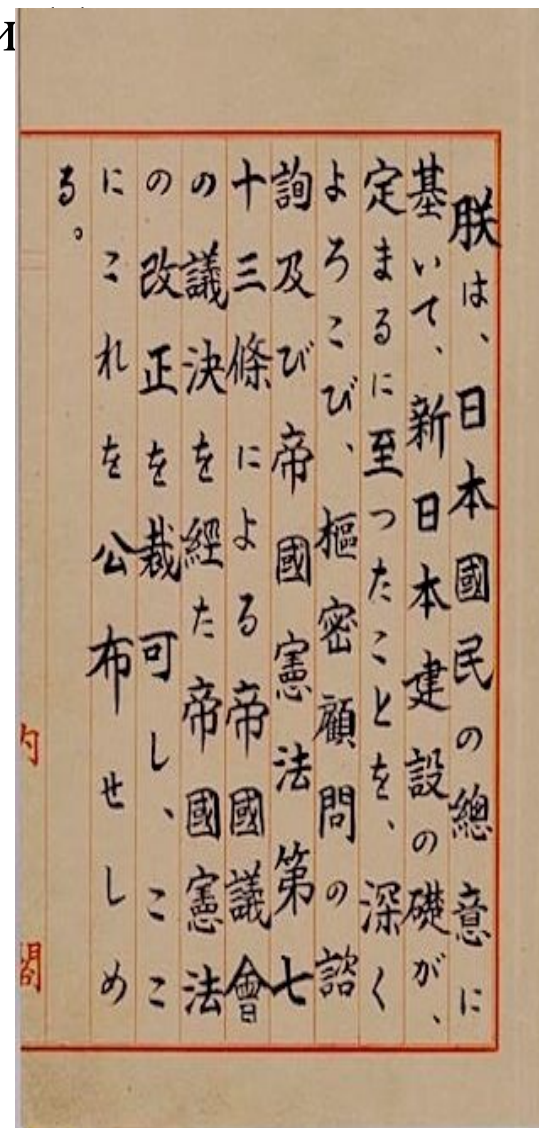 朕は、日本國民の總意に
基いて、新日本建設の礎が、
定まるに至つたことを、深く
よろこび、樞密顧問の諮
詢及び帝國憲法第七
十三條による帝國議會
の議決を經た帝國憲法
の改正を裁可し、ここ
にこれを公布せしめ
る。
内閣